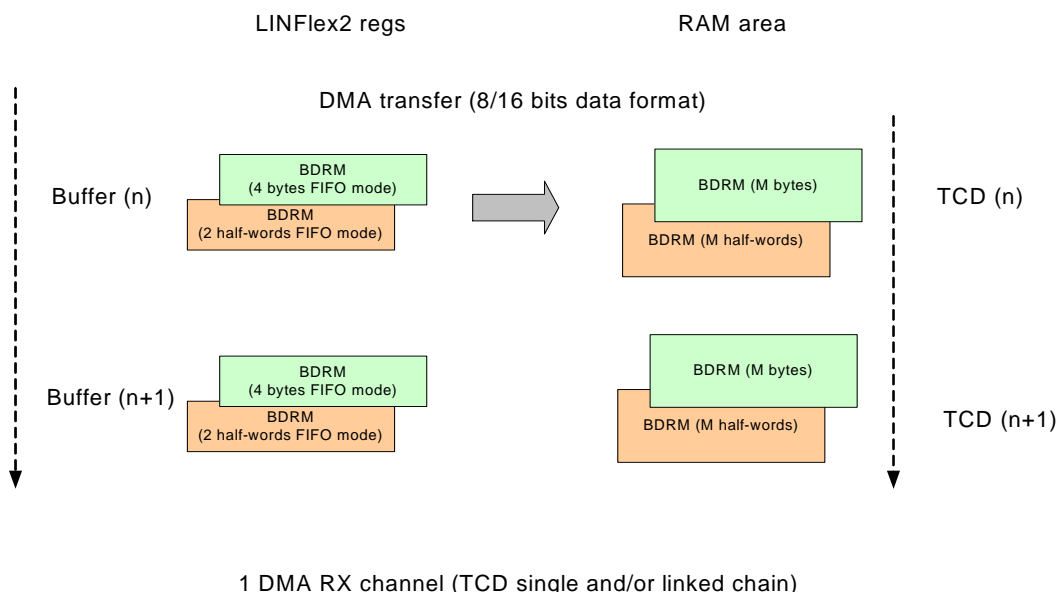 LINFlex2 regs
RAM area
DMA transfer (8/16 bits data format)
Buffer (n)
BDRM
(4 bytes FIFO mode)
BDRM
(2 half-words FIFO mode)
BDRM (M bytes)
BDRM (M half-words)
TCD (n)
Buffer (n+1)
BDRM
(4 bytes FIFO mode)
BDRM
(2 half-words FIFO mode)
BDRM (M bytes)
BDRM (M half-words)
TCD (n+1)
1 DMA RX channel (TCD single and/or linked chain)